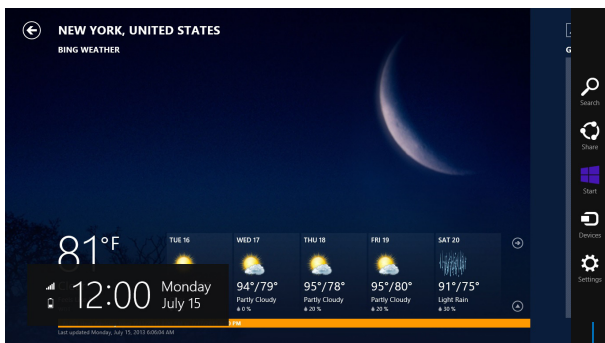 NEW YORK, UNITED STATES
BING WEATHER
G
Search
Share
Start
Devices
Settings
81°F
TUE 16
WED 17
94°/79°
Partly Cloudy
0 %
THU 18
95°/78°
Partly Cloudy
20 %
FRI 19
95°/80°
Partly Cloudy
20 %
SAT 20
91°/75°
Light Rain
30 %
12:00
Monday
July 15
PM
Last updated Monday, July 15, 2013 6:06:04 AM